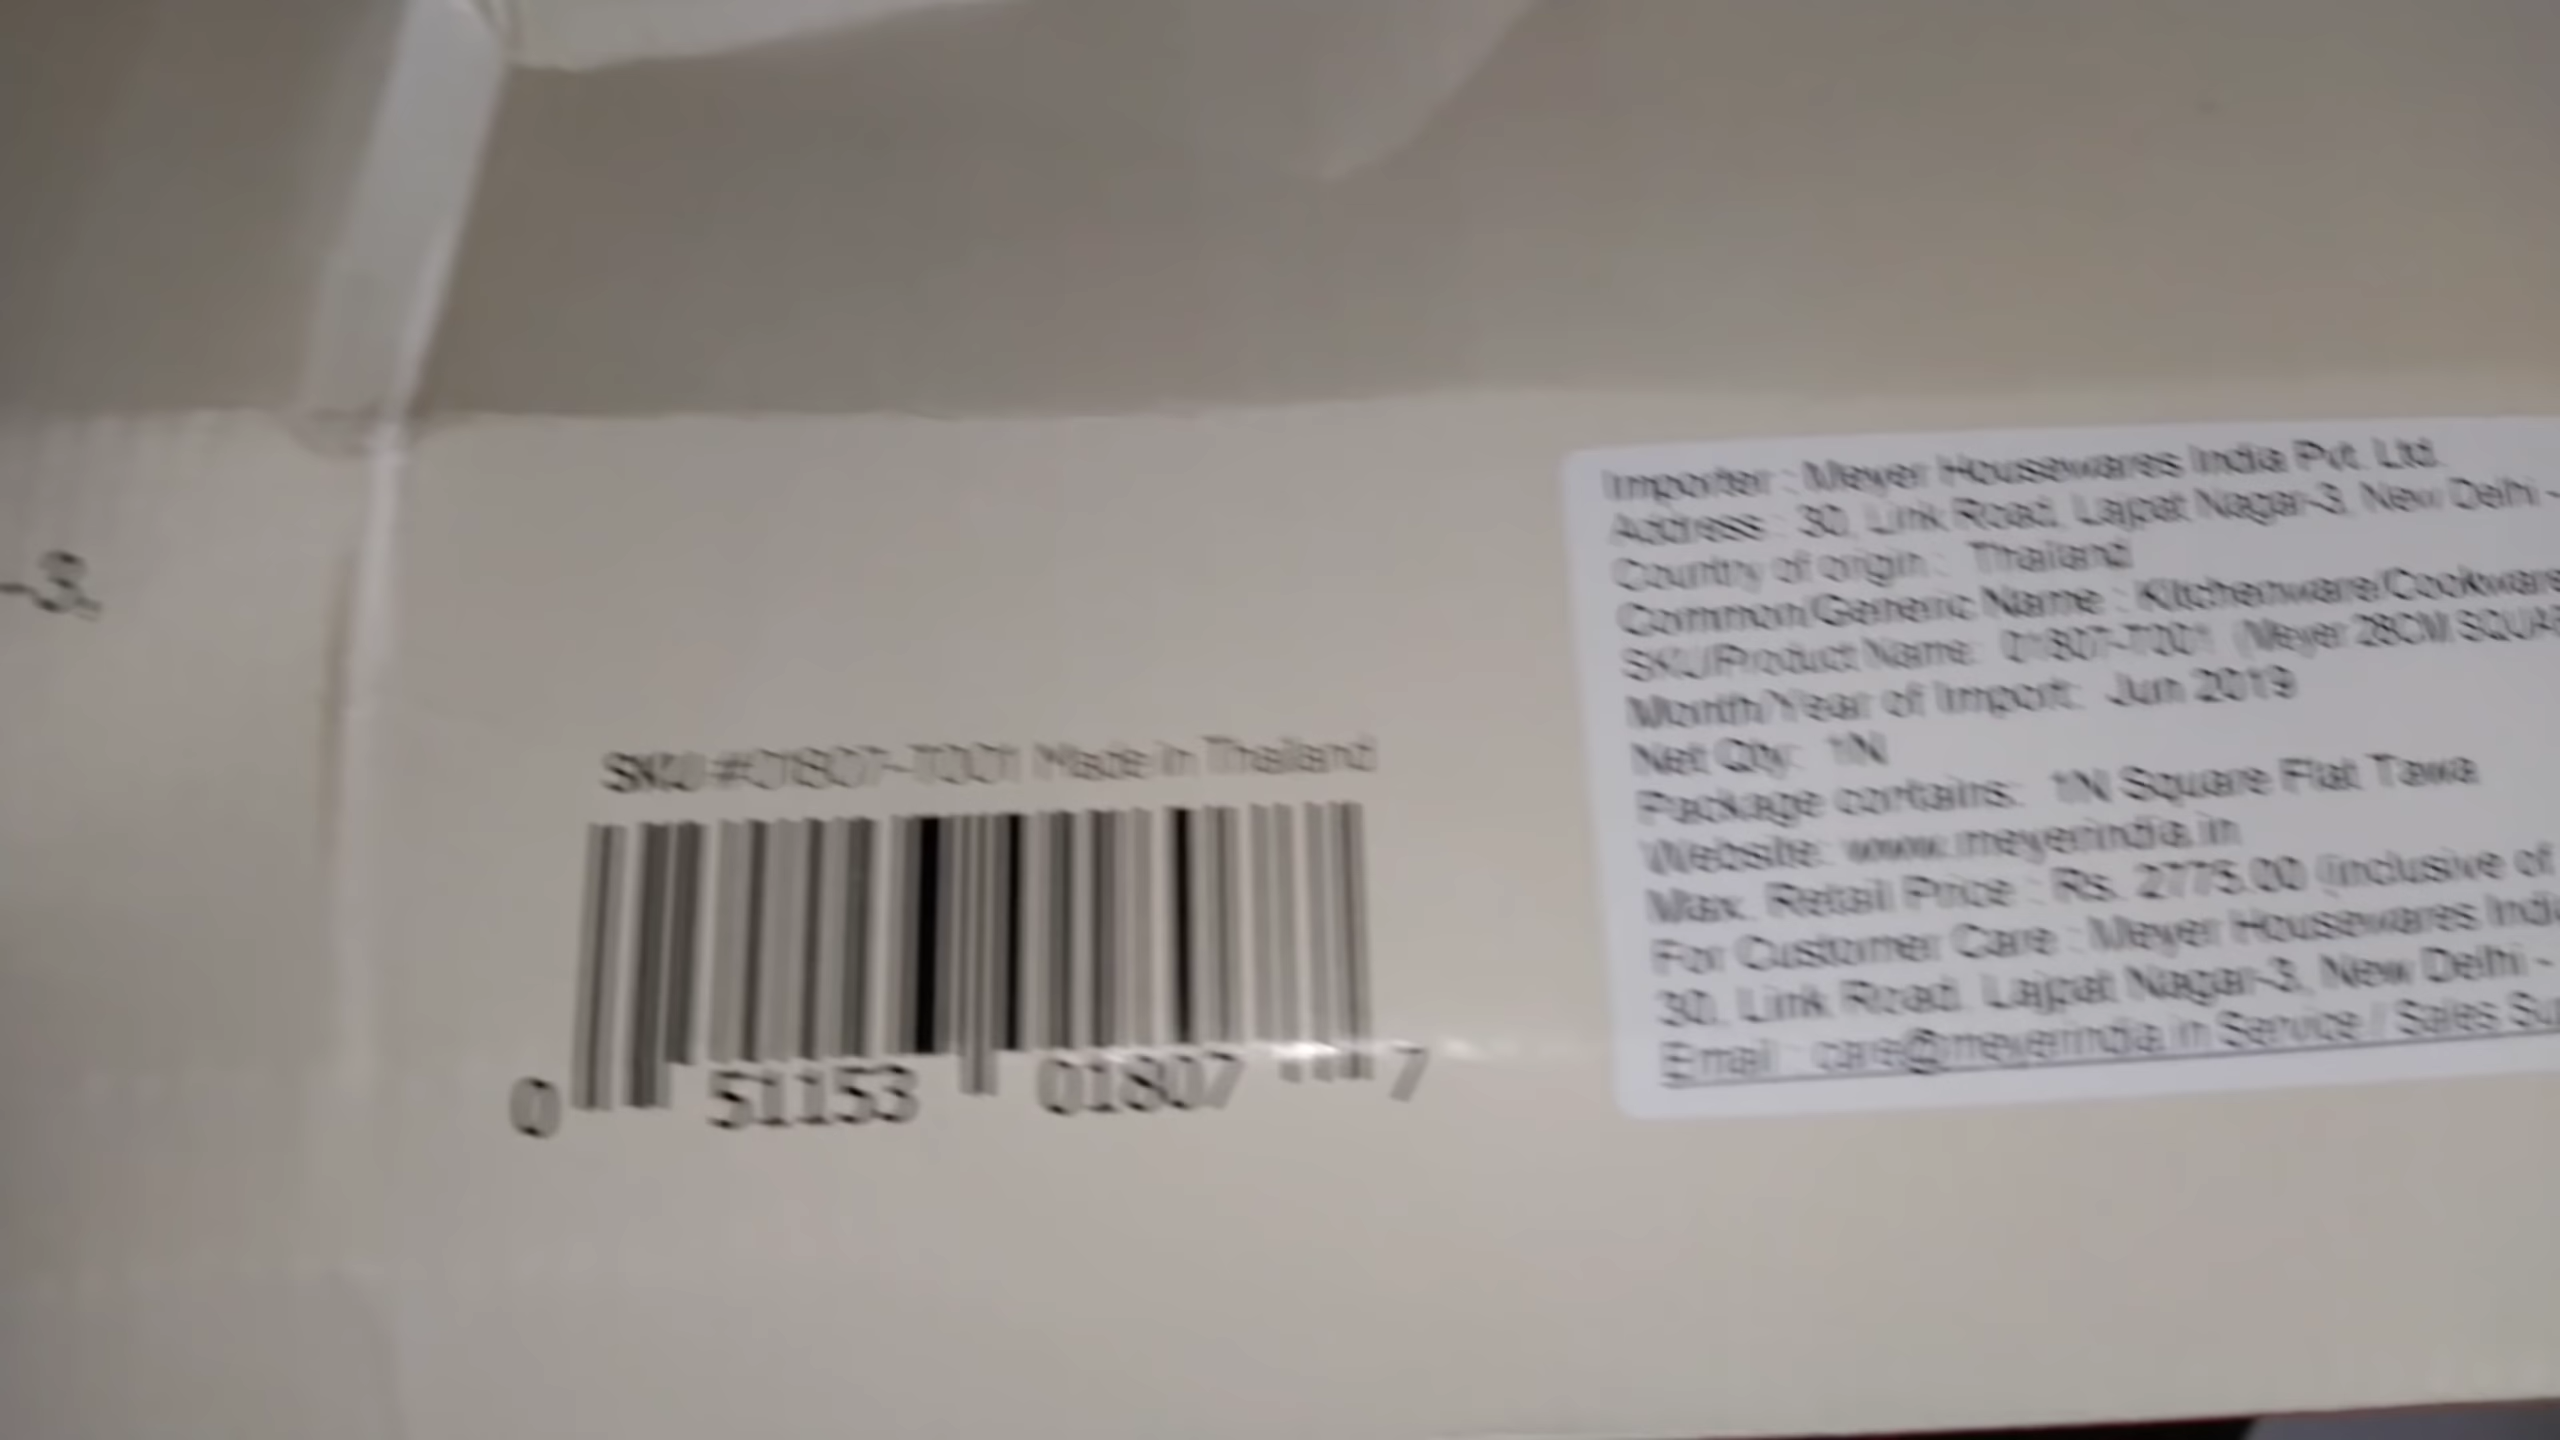 -3.
SKU #01807-T001 Made in Thailand
0 51153 01807 7
Importer : Meyer Housewares India Pvt. Ltd.
Address : 30, Link Road, Lajpat Nagar-3, New Delhi -
Country of origin : Thailand
Common/Generic Name : Kitchenware/Cookware
SKU/Product Name: 01807-T001 (Meyer 28CM SQUA
Month/Year of Import: Jun 2019
Net Qty: 1N
Package contains: 1N Square Flat Tawa
Website: www.meyerindia.in
Max. Retail Price : Rs. 2775.00 (inclusive of
For Customer Care : Meyer Housewares Indi
30, Link Road, Lajpat Nagar-3, New Delhi -
Email : care@meyerindia.in Service / Sales Su